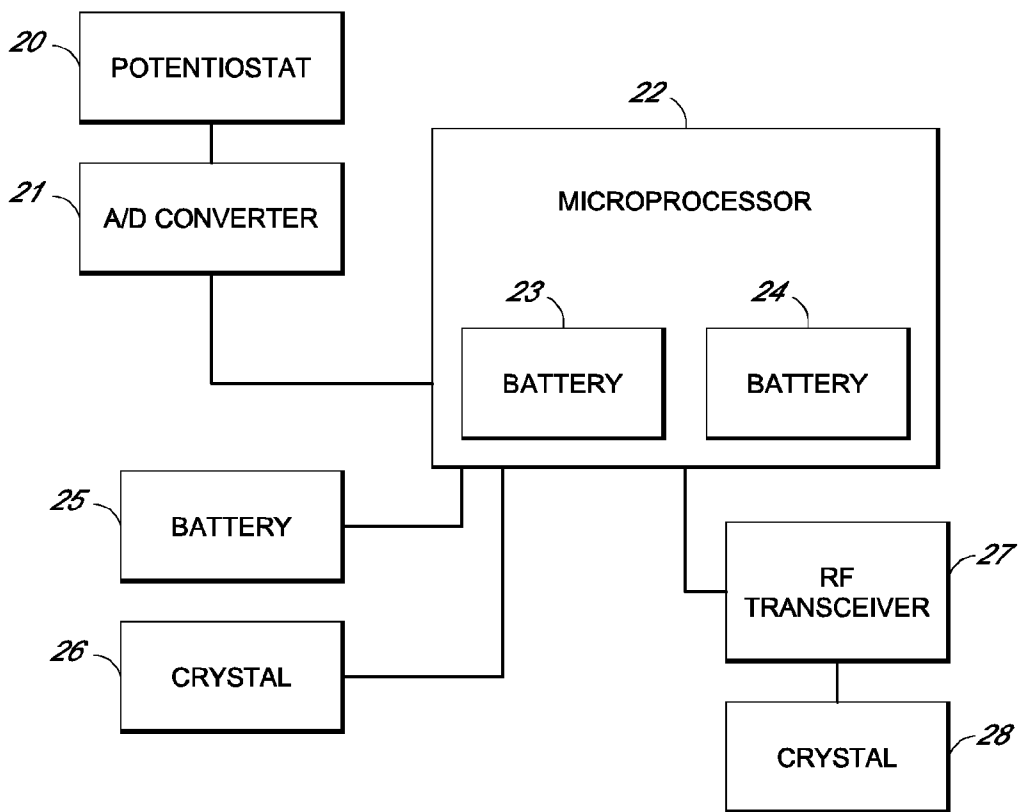 20
POTENTIOSTAT
21
A/D CONVERTER
22
MICROPROCESSOR
23
BATTERY
24
BATTERY
25
BATTERY
26
CRYSTAL
27
RF
TRANSCEIVER
28
CRYSTAL